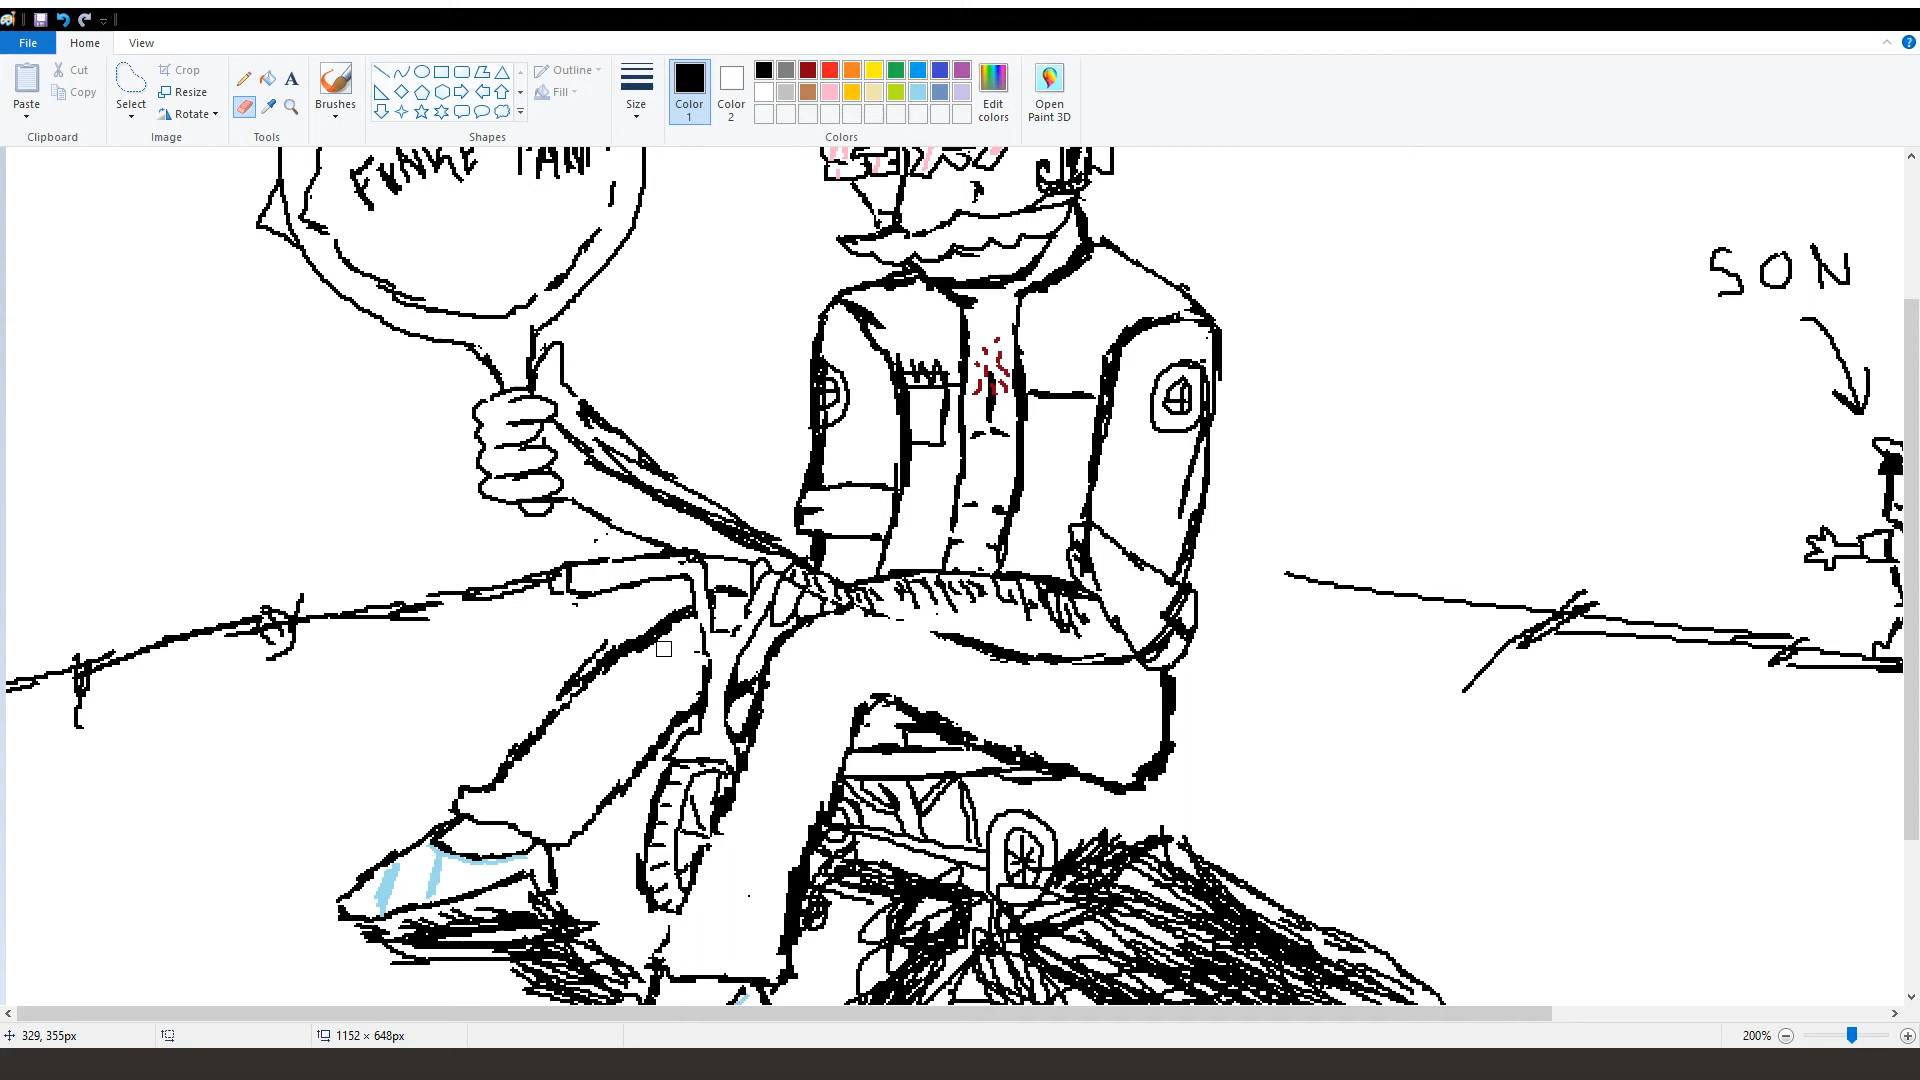 File Home View
Paste
Cut
Copy
Clipboard
Select
Crop
Resize
Rotate
Image
A
Tools
Brushes
Shapes
Outline
Fill
Size
Color
1
Color
2
Edit
colors
Colors
Open
Paint 3D
SON
329, 355px
1152 × 648px
200%